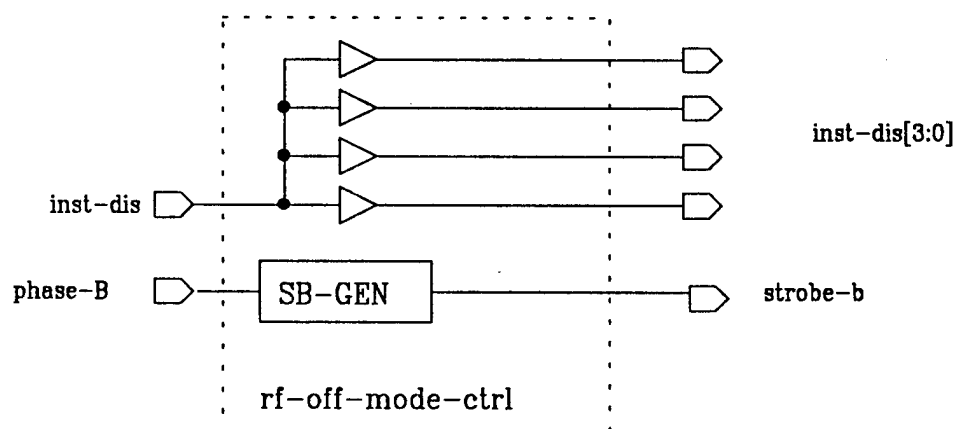 inst-dis[3:0]
inst-dis
phase-B
SB-GEN
strobe-b
rf-off-mode-ctrl